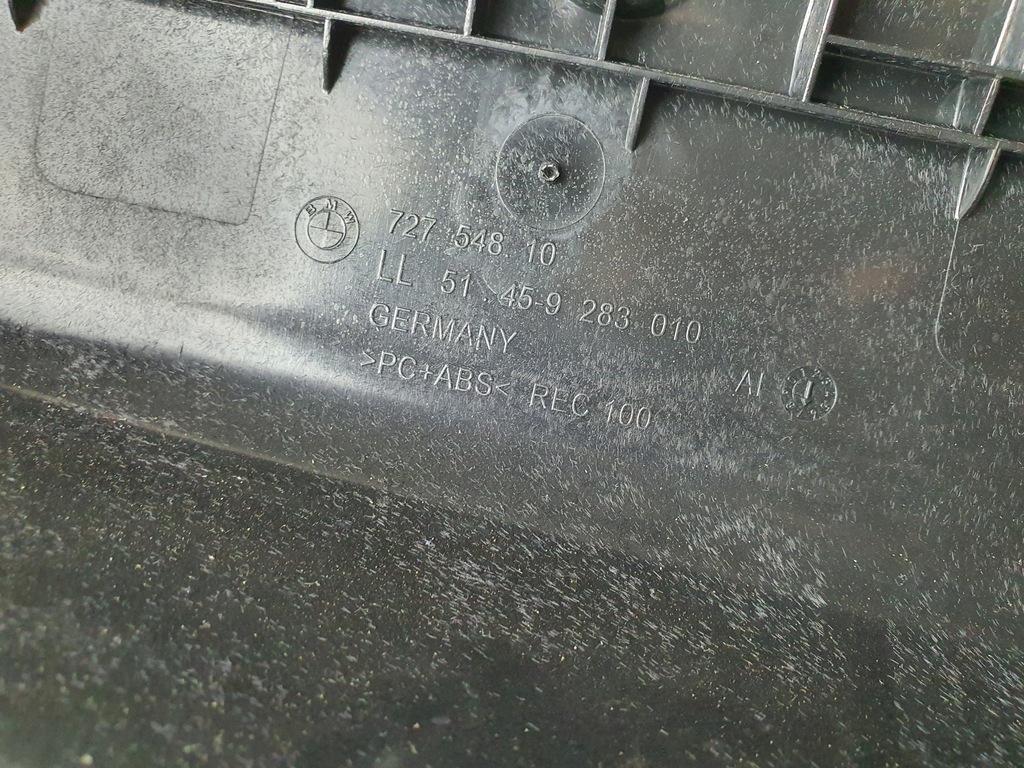 BMW
727 548. 10
LL 51.45-9 283 010
GERMANY
>PC+ABS< REC 100
AI